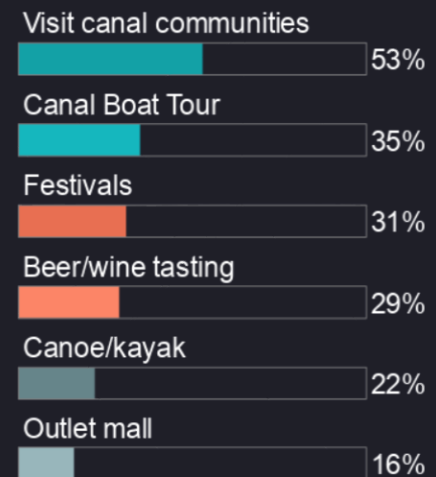 Visit canal communities
53%
Canal Boat Tour
35%
Festivals
31%
Beer/wine tasting
29%
Canoe/kayak
22%
Outlet mall
16%